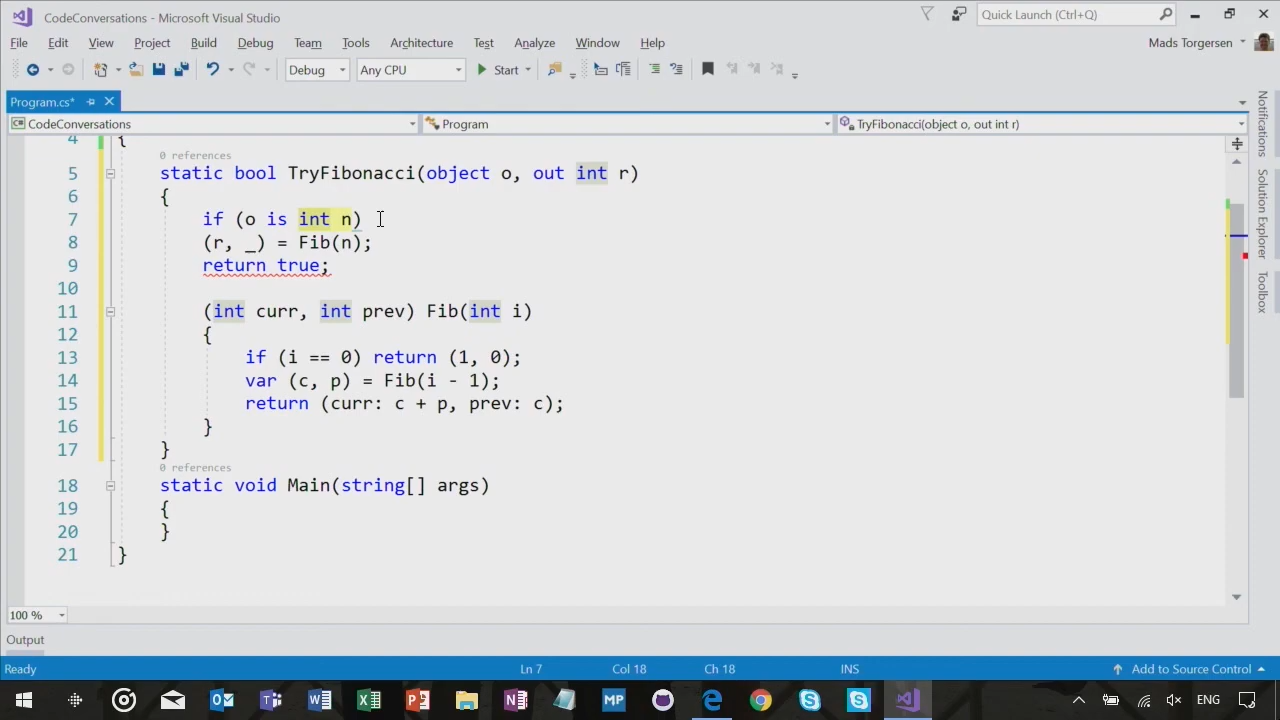 CodeConversations - Microsoft Visual Studio
Quick Launch (Ctrl+Q)
File Edit View Project Build Debug Team Tools Architecture Test Analyze Window Help
Mads Torgersen
Debug Any CPU Start
Program.cs*
CodeConversations Program TryFibonacci(object o, out int r)
4 {
0 references
5 static bool TryFibonacci(object o, out int r)
6 {
7 if (o is int n)
8 (r, _) = Fib(n);
9 return true;
10
11 (int curr, int prev) Fib(int i)
12 {
13 if (i == 0) return (1, 0);
14 var (c, p) = Fib(i - 1);
15 return (curr: c + p, prev: c);
16 }
17 }
0 references
18 static void Main(string[] args)
19 {
20 }
21 }
Notifications
Solution Explorer
Toolbox
100 %
Output
Ready Ln 7 Col 18 Ch 18 INS Add to Source Control
ENG